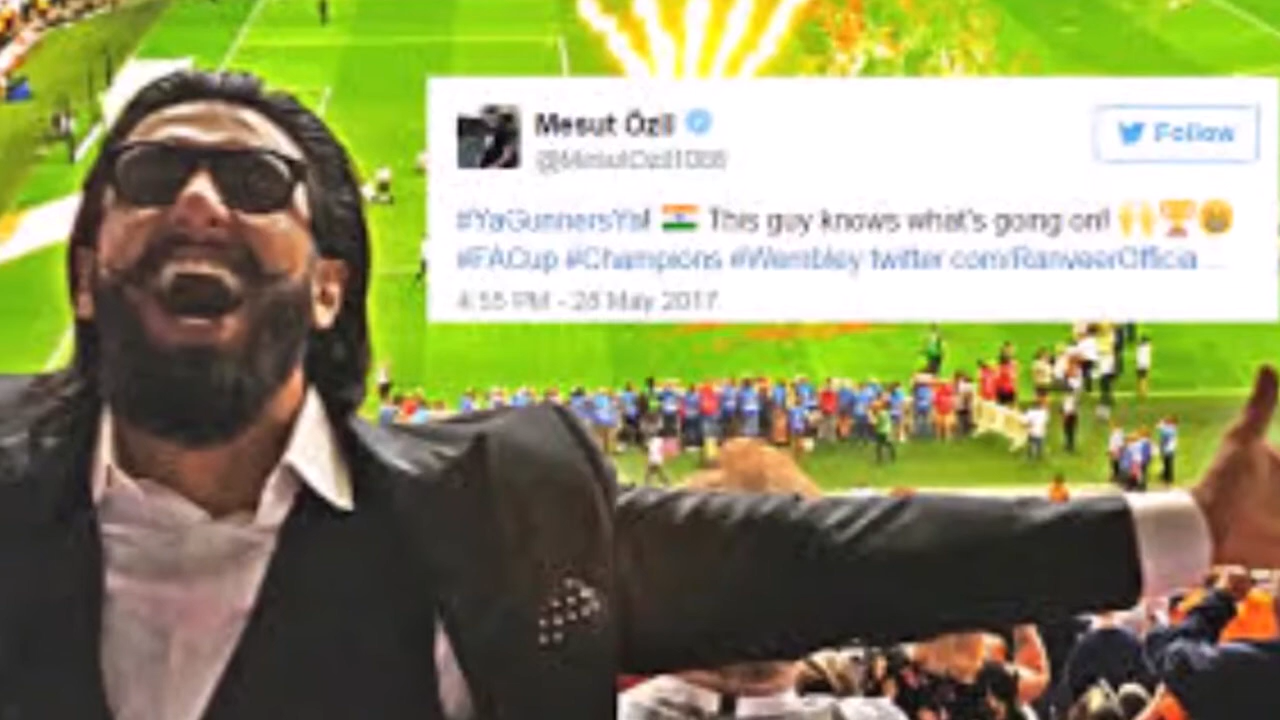 Mesut Özil
Follow
@MesutOzil1088
#YaGunnersYa! 🇮🇳 This guy knows what's going on! 🙌🏆😄
#FACup #Champions #Wembley twitter.com/RanveerOfficia…
4:55 PM - 28 May 2017